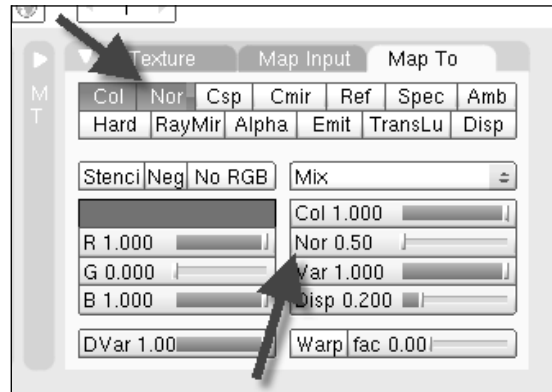 1
Texture Map Input Map To
M
T
Col Nor Csp Cmir Ref Spec Amb
Hard RayMir Alpha Emit TransLu Disp
Stenci Neg No RGB Mix
Col 1.000
R 1.000 Nor 0.50
G 0.000 Var 1.000
B 1.000 Disp 0.200
DVar 1.00 Warp fac 0.00